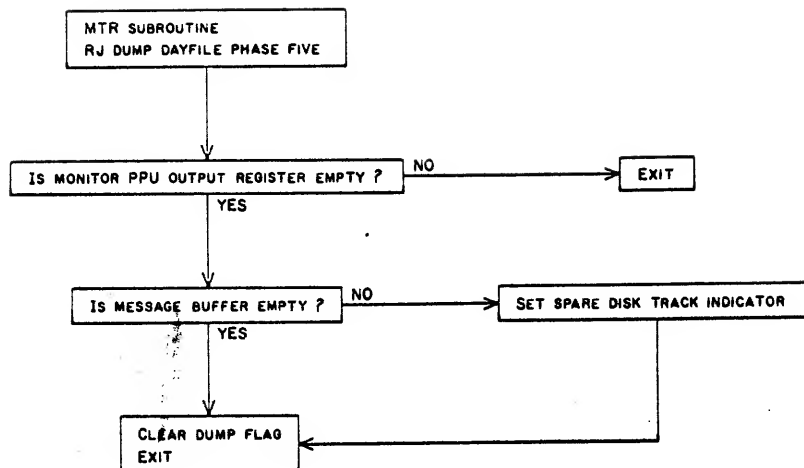 MTR SUBROUTINE
RJ DUMP DAYFILE PHASE FIVE
IS MONITOR PPU OUTPUT REGISTER EMPTY ?
NO
EXIT
YES
IS MESSAGE BUFFER EMPTY ?
NO
SET SPARE DISK TRACK INDICATOR
YES
CLEAR DUMP FLAG
EXIT